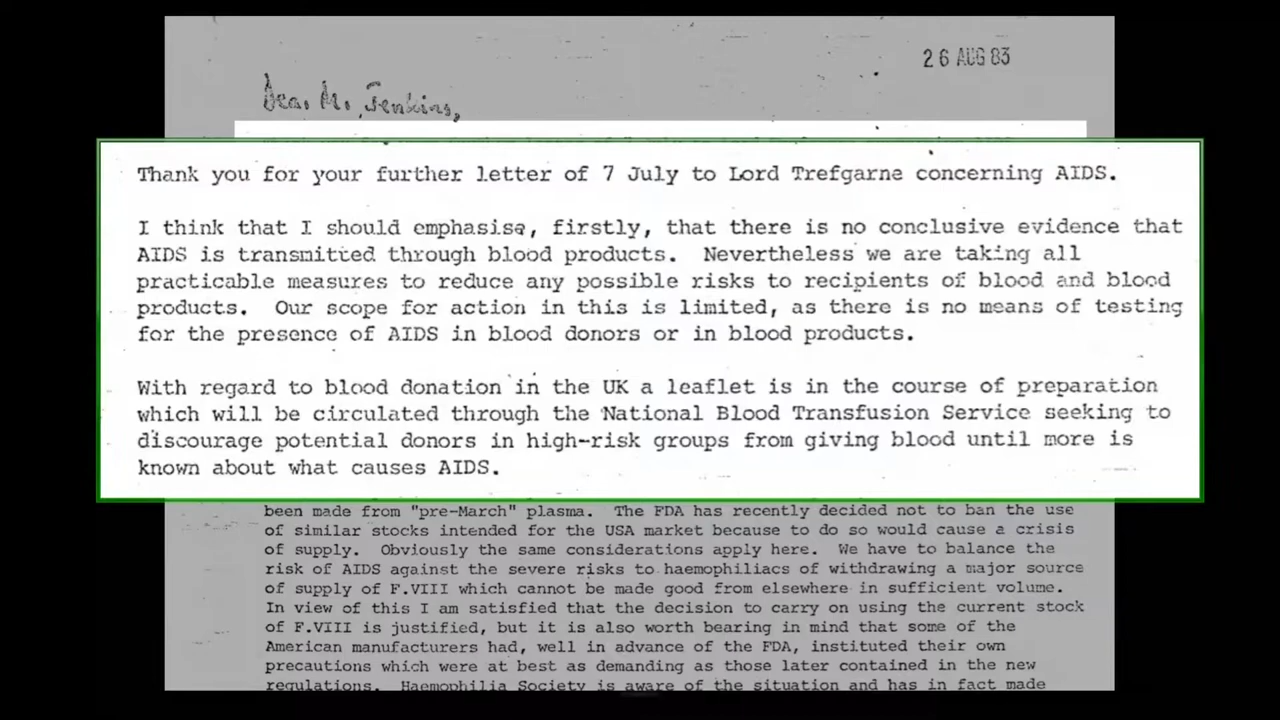 26 AUG 83
Dear Mr. Jenkins,
Thank you for your further letter of 7 July to Lord Trefgarne concerning AIDS.
I think that I should emphasise, firstly, that there is no conclusive evidence that
AIDS is transmitted through blood products. Nevertheless we are taking all
practicable measures to reduce any possible risks to recipients of blood and blood
products. Our scope for action in this is limited, as there is no means of testing
for the presence of AIDS in blood donors or in blood products.
With regard to blood donation in the UK a leaflet is in the course of preparation
which will be circulated through the National Blood Transfusion Service seeking to
discourage potential donors in high-risk groups from giving blood until more is
known about what causes AIDS.
been made from "pre-March" plasma. The FDA has recently decided not to ban the use
of similar stocks intended for the USA market because to do so would cause a crisis
of supply. Obviously the same considerations apply here. We have to balance the
risk of AIDS against the severe risks to haemophiliacs of withdrawing a major source
of supply of F.VIII which cannot be made good from elsewhere in sufficient volume.
In view of this I am satisfied that the decision to carry on using the current stock
of F.VIII is justified, but it is also worth bearing in mind that some of the
American manufacturers had, well in advance of the FDA, instituted their own
precautions which were at best as demanding as those later contained in the new
regulations. Haemophilia Society is aware of the situation and has in fact made